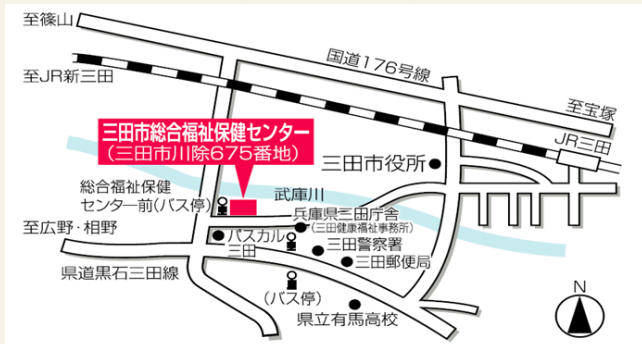 至篠山
国道176号線
至JR新三田
至宝塚
JR三田
三田市総合福祉保健センター
(三田市川除675番地)
三田市役所
総合福祉保健
センター前(バス停)
武庫川
兵庫県三田庁舎
(三田健康福祉事務所)
至広野・相野
パスカル
三田
三田警察署
三田郵便局
県道黒石三田線
(バス停)
県立有馬高校
N